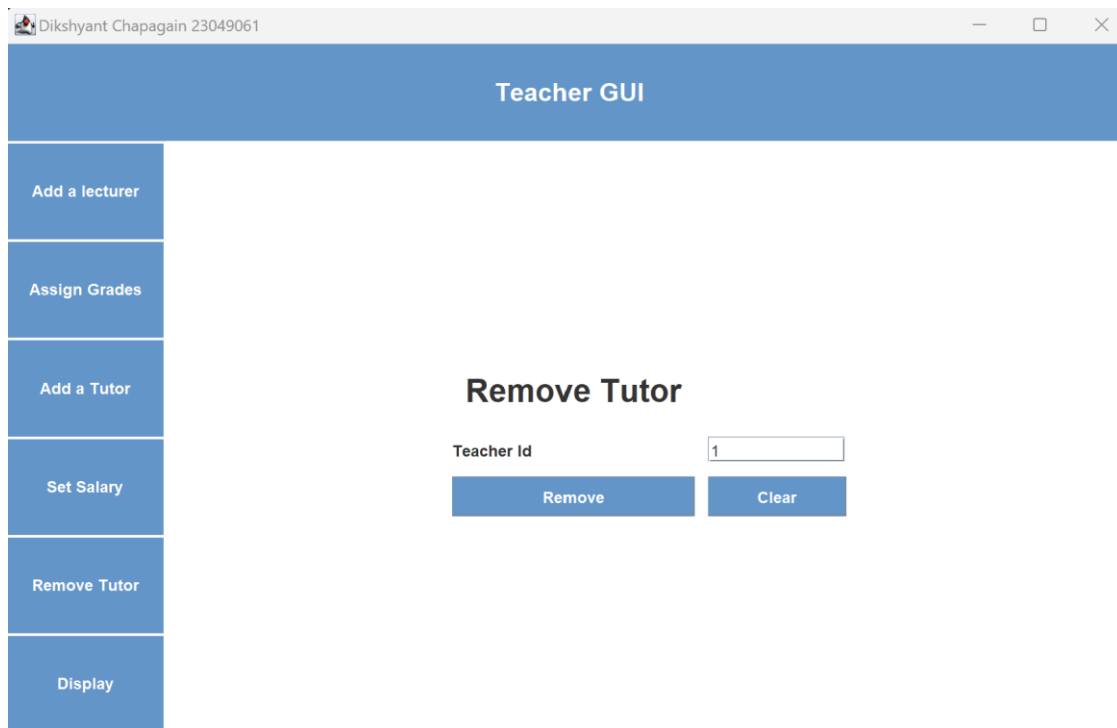 Dikshyant Chapagain 23049061
Teacher GUI
Add a lecturer
Assign Grades
Add a Tutor
Set Salary
Remove Tutor
Display
Remove Tutor
Teacher Id 1
Remove Clear